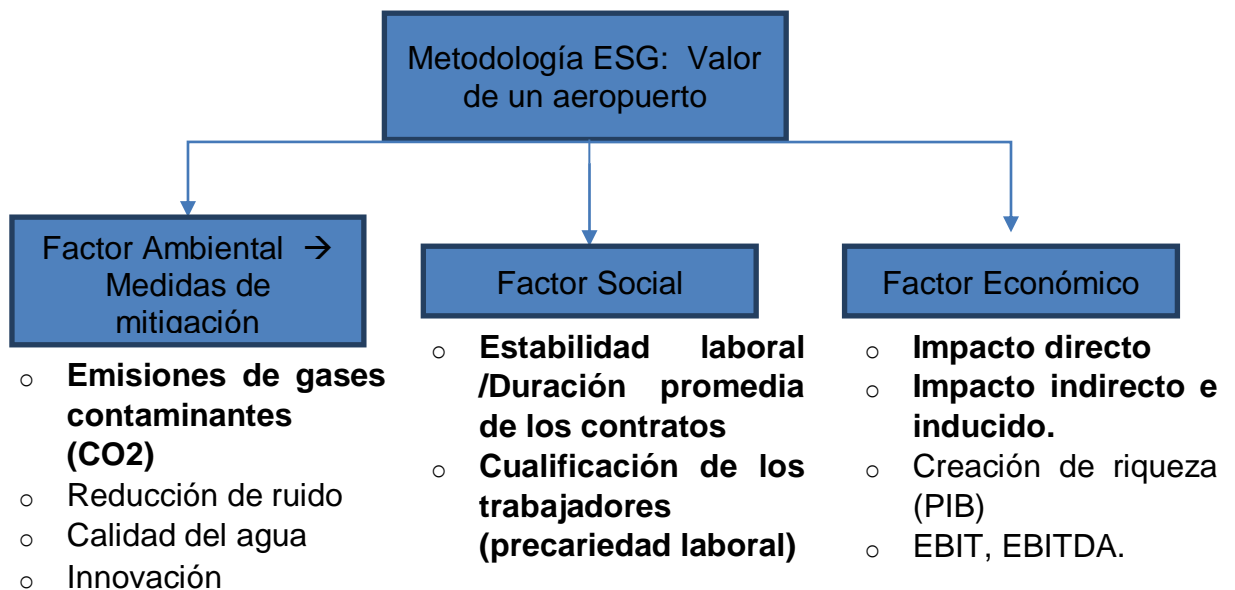 Metodología ESG: Valor
de un aeropuerto
Factor Ambiental →
Medidas de
mitigación
o Emisiones de gases
contaminantes
(CO2)
o Reducción de ruido
o Calidad del agua
o Innovación
Factor Social
o Estabilidad laboral
/Duración promedia
de los contratos
o Cualificación de los
trabajadores
(precariedad laboral)
Factor Económico
o Impacto directo
o Impacto indirecto e
inducido.
o Creación de riqueza
(PIB)
o EBIT, EBITDA.